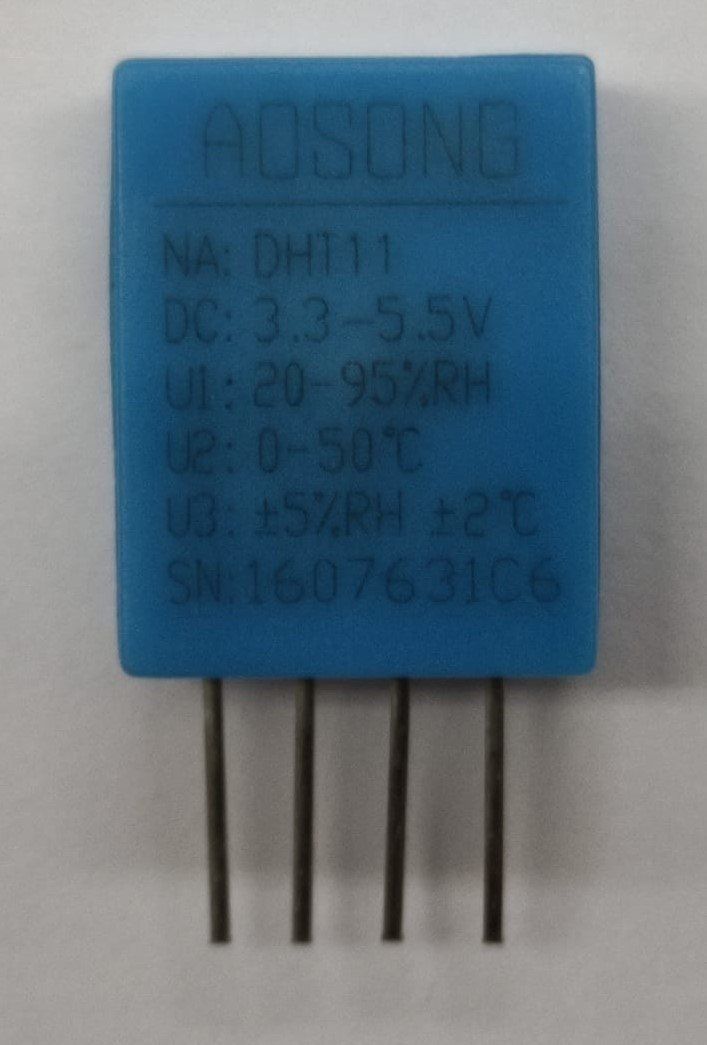 AOSONG
NA: DHT11
DC: 3.3-5.5V
U1: 20-95%RH
U2: 0-50℃
U3: ±5%RH ±2℃
SN:1607631C6